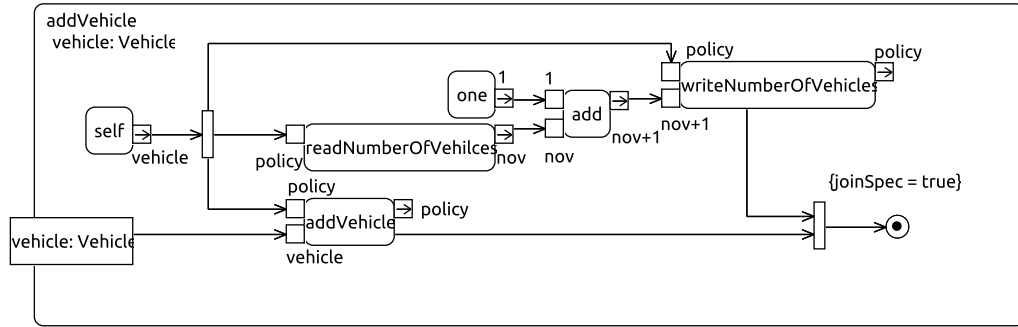 addVehicle
vehicle: Vehicle
policy
policy
1
1
one
writeNumberOfVehicles
self
add
nov+1
nov+1
vehicle
policy
readNumberOfVehilces
nov
nov
policy
{joinSpec = true}
addVehicle
policy
vehicle: Vehicle
vehicle